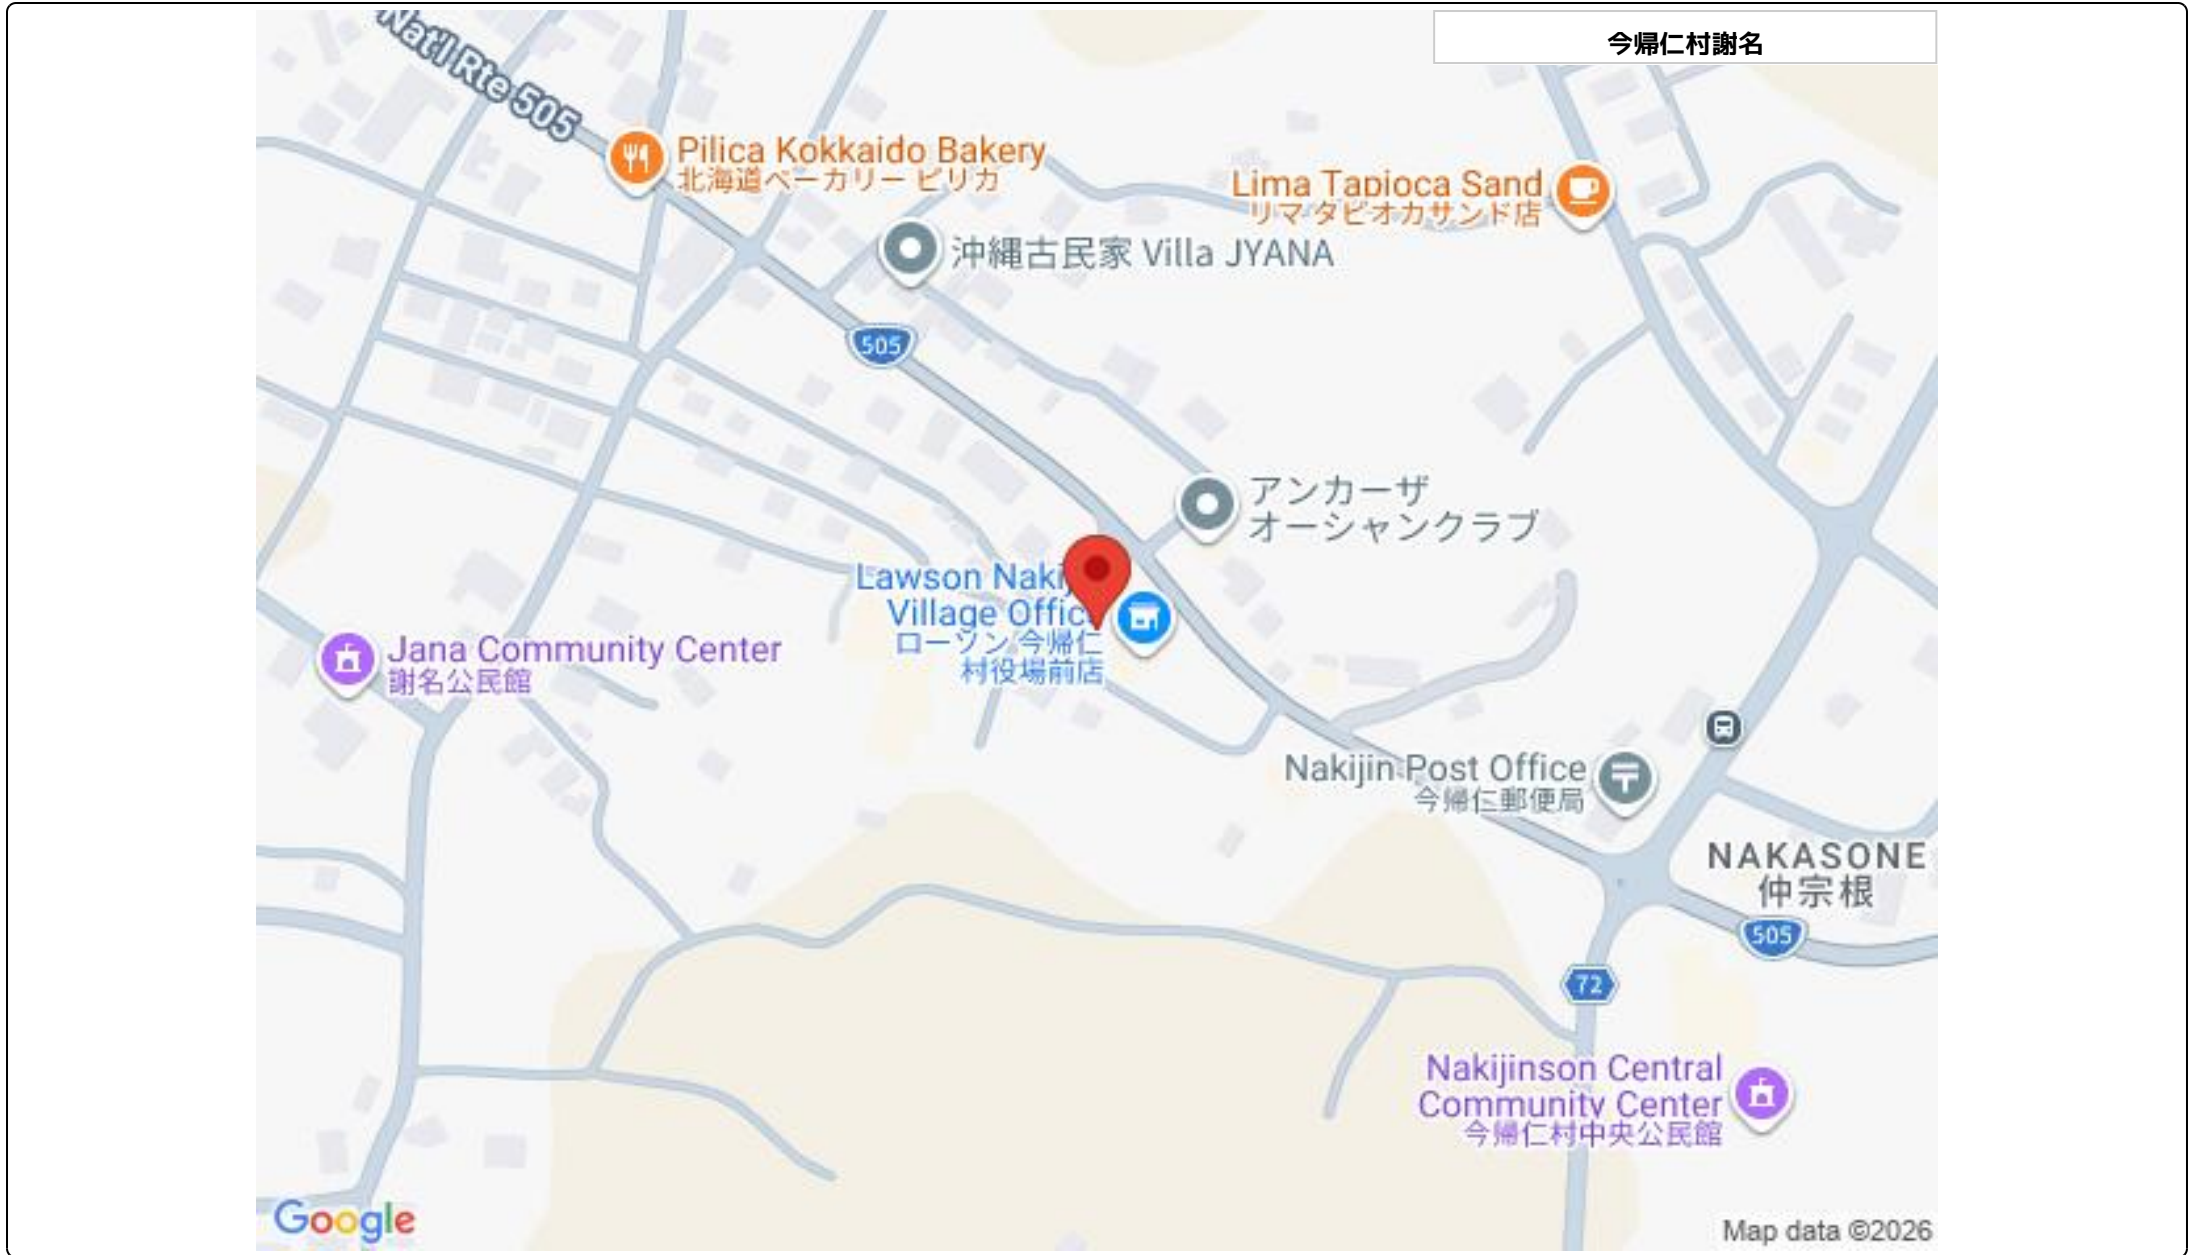 今帰仁村謝名
Nat'l Rte 505
Pilica Kokkaido Bakery
北海道ベーカリー ピリカ
Lima Tapioca Sand
リマ タピオカサンド店
沖縄古民家 Villa JYANA
505
アンカーザ
オーシャンクラブ
Lawson Naki
Village Offic
ローソン 今帰仁
村役場前店
Jana Community Center
謝名公民館
Nakijin Post Office
今帰仁郵便局
NAKASONE
仲宗根
505
72
Nakijinson Central
Community Center
今帰仁村中央公民館
Google
Map data ©2026